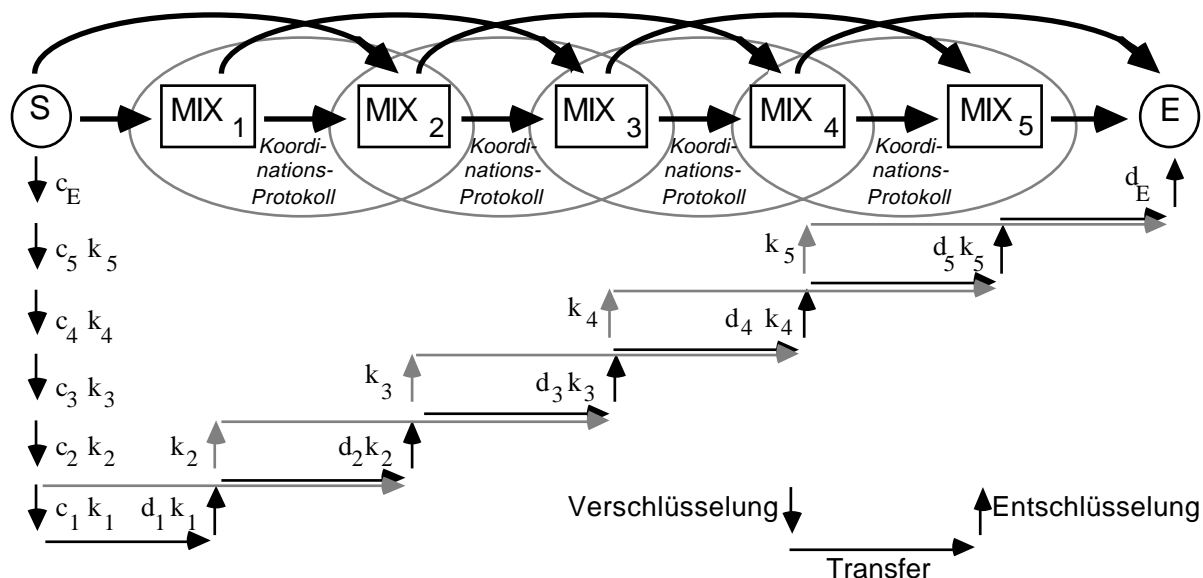 S MIX 1 MIX 2 MIX 3 MIX 4 MIX 5 E
Koordi-
nations-
Protokoll
Koordi-
nations-
Protokoll
Koordi-
nations-
Protokoll
Koordi-
nations-
Protokoll
c E d E
c 5 k 5 k 5 d 5 k 5
c 4 k 4 k 4 d 4 k 4
c 3 k 3 k 3 d 3 k 3
c 2 k 2 k 2 d 2 k 2
c 1 k 1 d 1 k 1
Verschlüsselung Entschlüsselung
Transfer